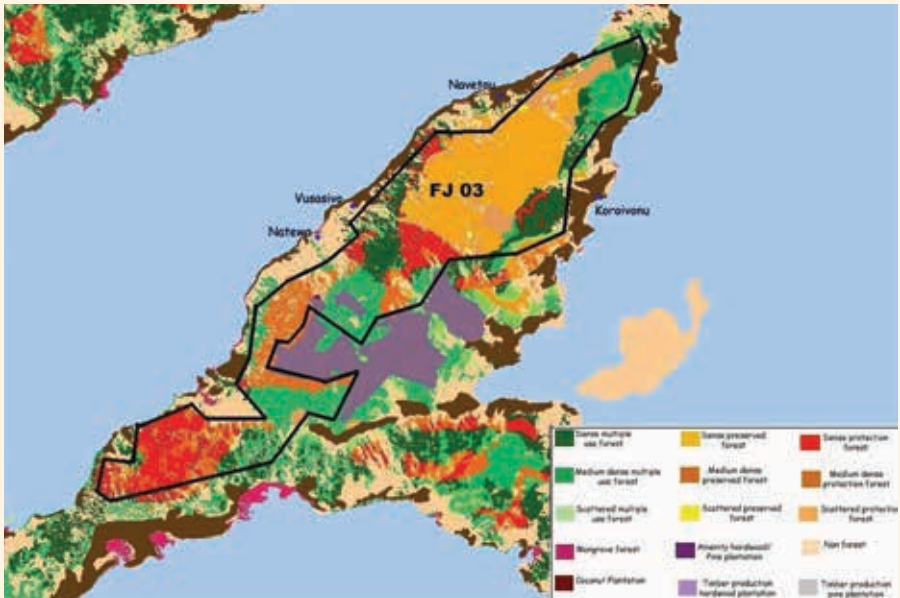 Navetau
FJ 03
Vusasivo
Natewa
Koroivonu
Dense multiple
use forest
Dense preserved
forest
Dense protection
forest
Medium dense multiple
use forest
Medium dense
preserved forest
Medium dense
protection forest
Scattered multiple
use forest
Scattered preserved
forest
Scattered protectio
forest
Mangrove forest
Amenity hardwood/
Pine plantation
Non forest
Coconut Plantation
Timber production
hardwood plantation
Timber production
pine plantation